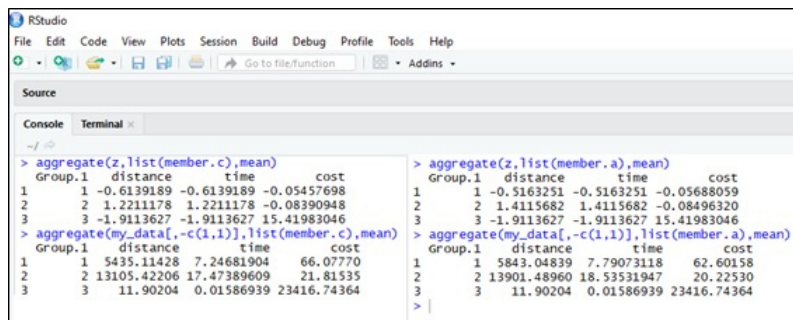 RStudio
File Edit Code View Plots Session Build Debug Profile Tools Help
Go to file/function Addins
Source
Console Terminal
~/
> aggregate(z,list(member.c),mean)
Group.1 distance time cost
1 1 -0.6139189 -0.6139189 -0.05457698
2 2 1.2211178 1.2211178 -0.08390948
3 3 -1.9113627 -1.9113627 15.41983046
> aggregate(my_data[,-c(1,1)],list(member.c),mean)
Group.1 distance time cost
1 1 5435.11428 7.24681904 66.07770
2 2 13105.42206 17.47389609 21.81535
3 3 11.90204 0.01586939 23416.74364
> aggregate(z,list(member.a),mean)
Group.1 distance time cost
1 1 -0.5163251 -0.5163251 -0.05688059
2 2 1.4115682 1.4115682 -0.08496320
3 3 -1.9113627 -1.9113627 15.41983046
> aggregate(my_data[,-c(1,1)],list(member.a),mean)
Group.1 distance time cost
1 1 5843.04839 7.79073118 62.60158
2 2 13901.48960 18.53531947 20.22530
3 3 11.90204 0.01586939 23416.74364
>